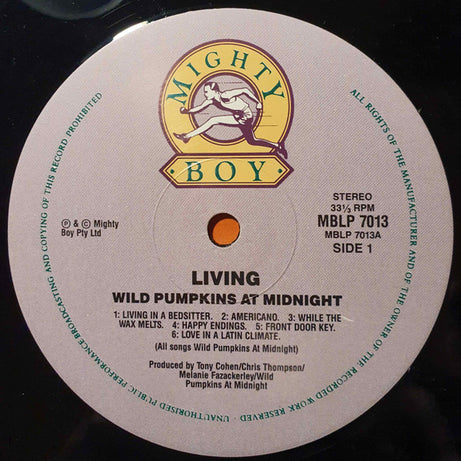 MIGHTY
· BOY ·
ALL RIGHTS OF THE MANUFACTURER AND OF THE OWNER OF THE RECORDED WORK RESERVED - UNAUTHORISED PUBLIC PERFORMANCE BROADCASTING AND COPYING OF THIS RECORD PROHIBITED
STEREO
33⅓ RPM
MBLP 7013
MBLP 7013A
SIDE 1
℗ & © Mighty
Boy Pty Ltd
LIVING
WILD PUMPKINS AT MIDNIGHT
1: LIVING IN A BEDSITTER. 2: AMERICANO. 3: WHILE THE
WAX MELTS. 4: HAPPY ENDINGS. 5: FRONT DOOR KEY.
6: LOVE IN A LATIN CLIMATE.
(All songs Wild Pumpkins At Midnight)
Produced by Tony Cohen/Chris Thompson/
Melanie Fazackerley/Wild
Pumpkins At Midnight